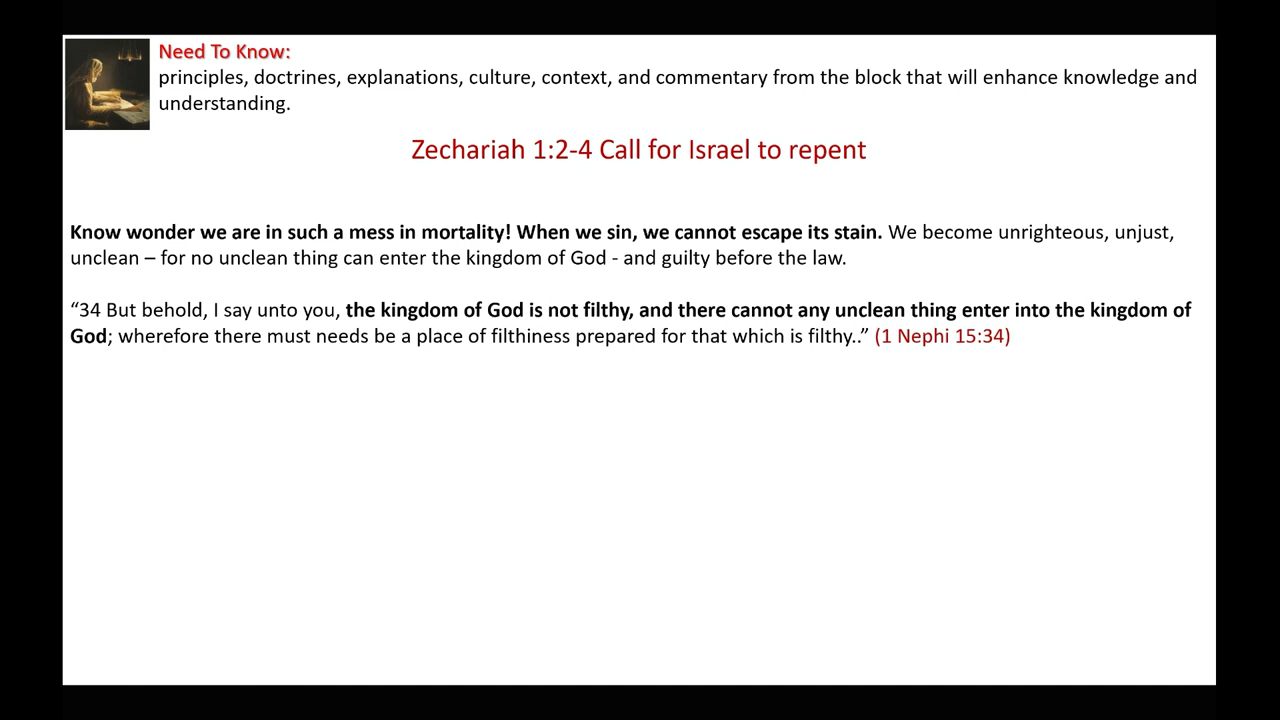 Need To Know:
principles, doctrines, explanations, culture, context, and commentary from the block that will enhance knowledge and
understanding.
Zechariah 1:2-4 Call for Israel to repent
Know wonder we are in such a mess in mortality! When we sin, we cannot escape its stain. We become unrighteous, unjust,
unclean – for no unclean thing can enter the kingdom of God - and guilty before the law.
“34 But behold, I say unto you, the kingdom of God is not filthy, and there cannot any unclean thing enter into the kingdom of
God; wherefore there must needs be a place of filthiness prepared for that which is filthy..” (1 Nephi 15:34)